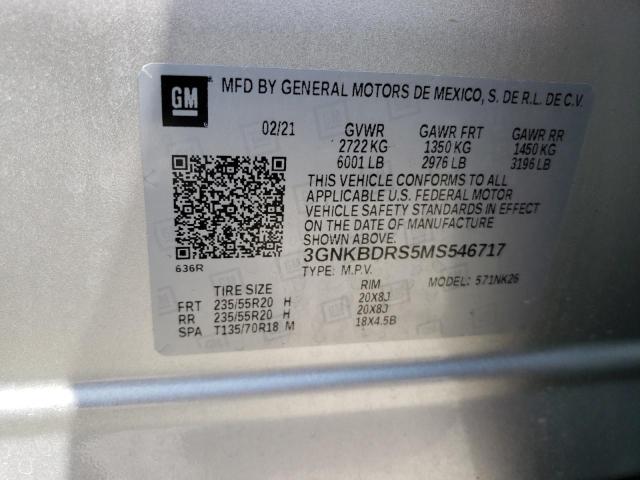 GM
MFD BY GENERAL MOTORS DE MEXICO, S. DE R.L. DE C.V.
02/21 GVWR GAWR FRT GAWR RR
2722 KG 1350 KG 1450 KG
6001 LB 2976 LB 3196 LB
THIS VEHICLE CONFORMS TO ALL
APPLICABLE U.S. FEDERAL MOTOR
VEHICLE SAFETY STANDARDS IN EFFECT
ON THE DATE OF MANUFACTURE
SHOWN ABOVE.
636R
3GNKBDRS5MS546717
TYPE: M.P.V. MODEL: 571NK26
TIRE SIZE RIM
FRT 235/55R20 H 20X8J
RR 235/55R20 H 20X8J
SPA T135/70R18 M 18X4.5B